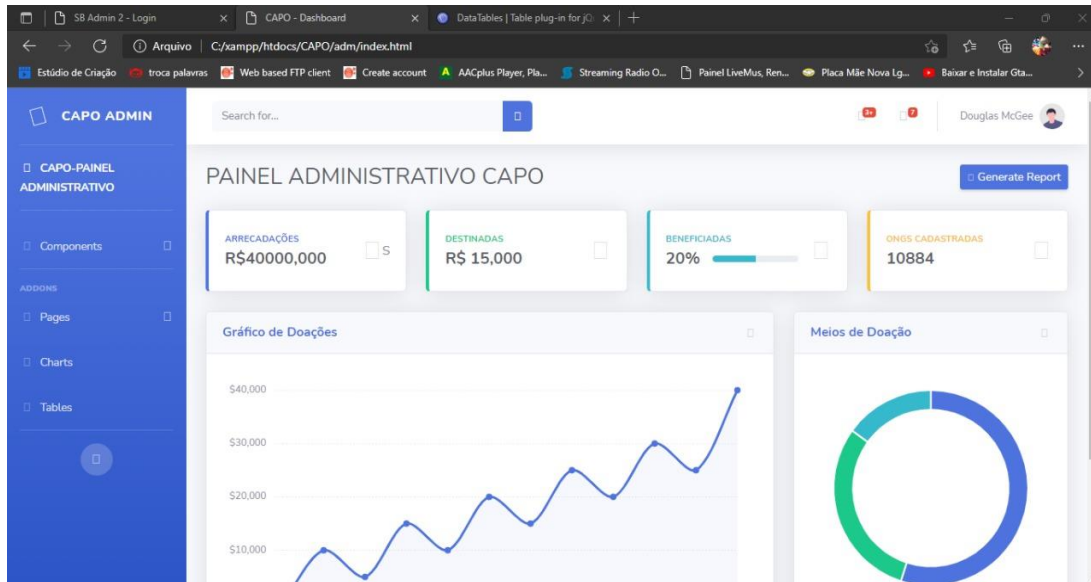 SB Admin 2 - Login
CAPO - Dashboard
DataTables | Table plug-in for jQ
Arquivo
C:/xampp/htdocs/CAPO/adm/index.html
Estúdio de Criação
troca palavras
Web based FTP client
Create account
AACplus Player, Pla...
Streaming Radio O...
Painel LiveMus, Ren...
Placa Mãe Nova Lg...
Baixar e Instalar Gta...
CAPO ADMIN
Search for...
3+
7
Douglas McGee
CAPO-PAINEL
ADMINISTRATIVO
PAINEL ADMINISTRATIVO CAPO
Generate Report
Components
ADDONS
Pages
Charts
Tables
ARRECADAÇÕES
R$40000,000
S
DESTINADAS
R$ 15,000
BENEFICIADAS
20%
ONGS CADASTRADAS
10884
Gráfico de Doações
$40,000
$30,000
$20,000
$10,000
Meios de Doação